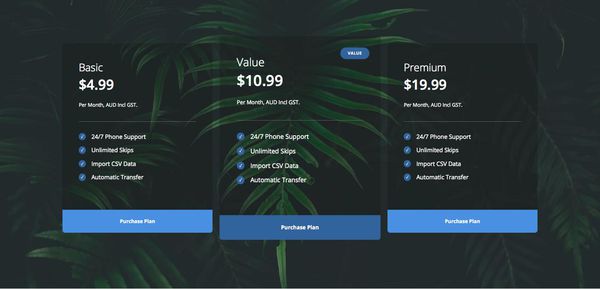 Basic
$4.99
Per Month, AUD Incl GST.
24/7 Phone Support
Unlimited Skips
Import CSV Data
Automatic Transfer
Purchase Plan
VALUE
Value
$10.99
Per Month, AUD Incl GST.
24/7 Phone Support
Unlimited Skips
Import CSV Data
Automatic Transfer
Purchase Plan
Premium
$19.99
Per Month, AUD Incl GST.
24/7 Phone Support
Unlimited Skips
Import CSV Data
Automatic Transfer
Purchase Plan